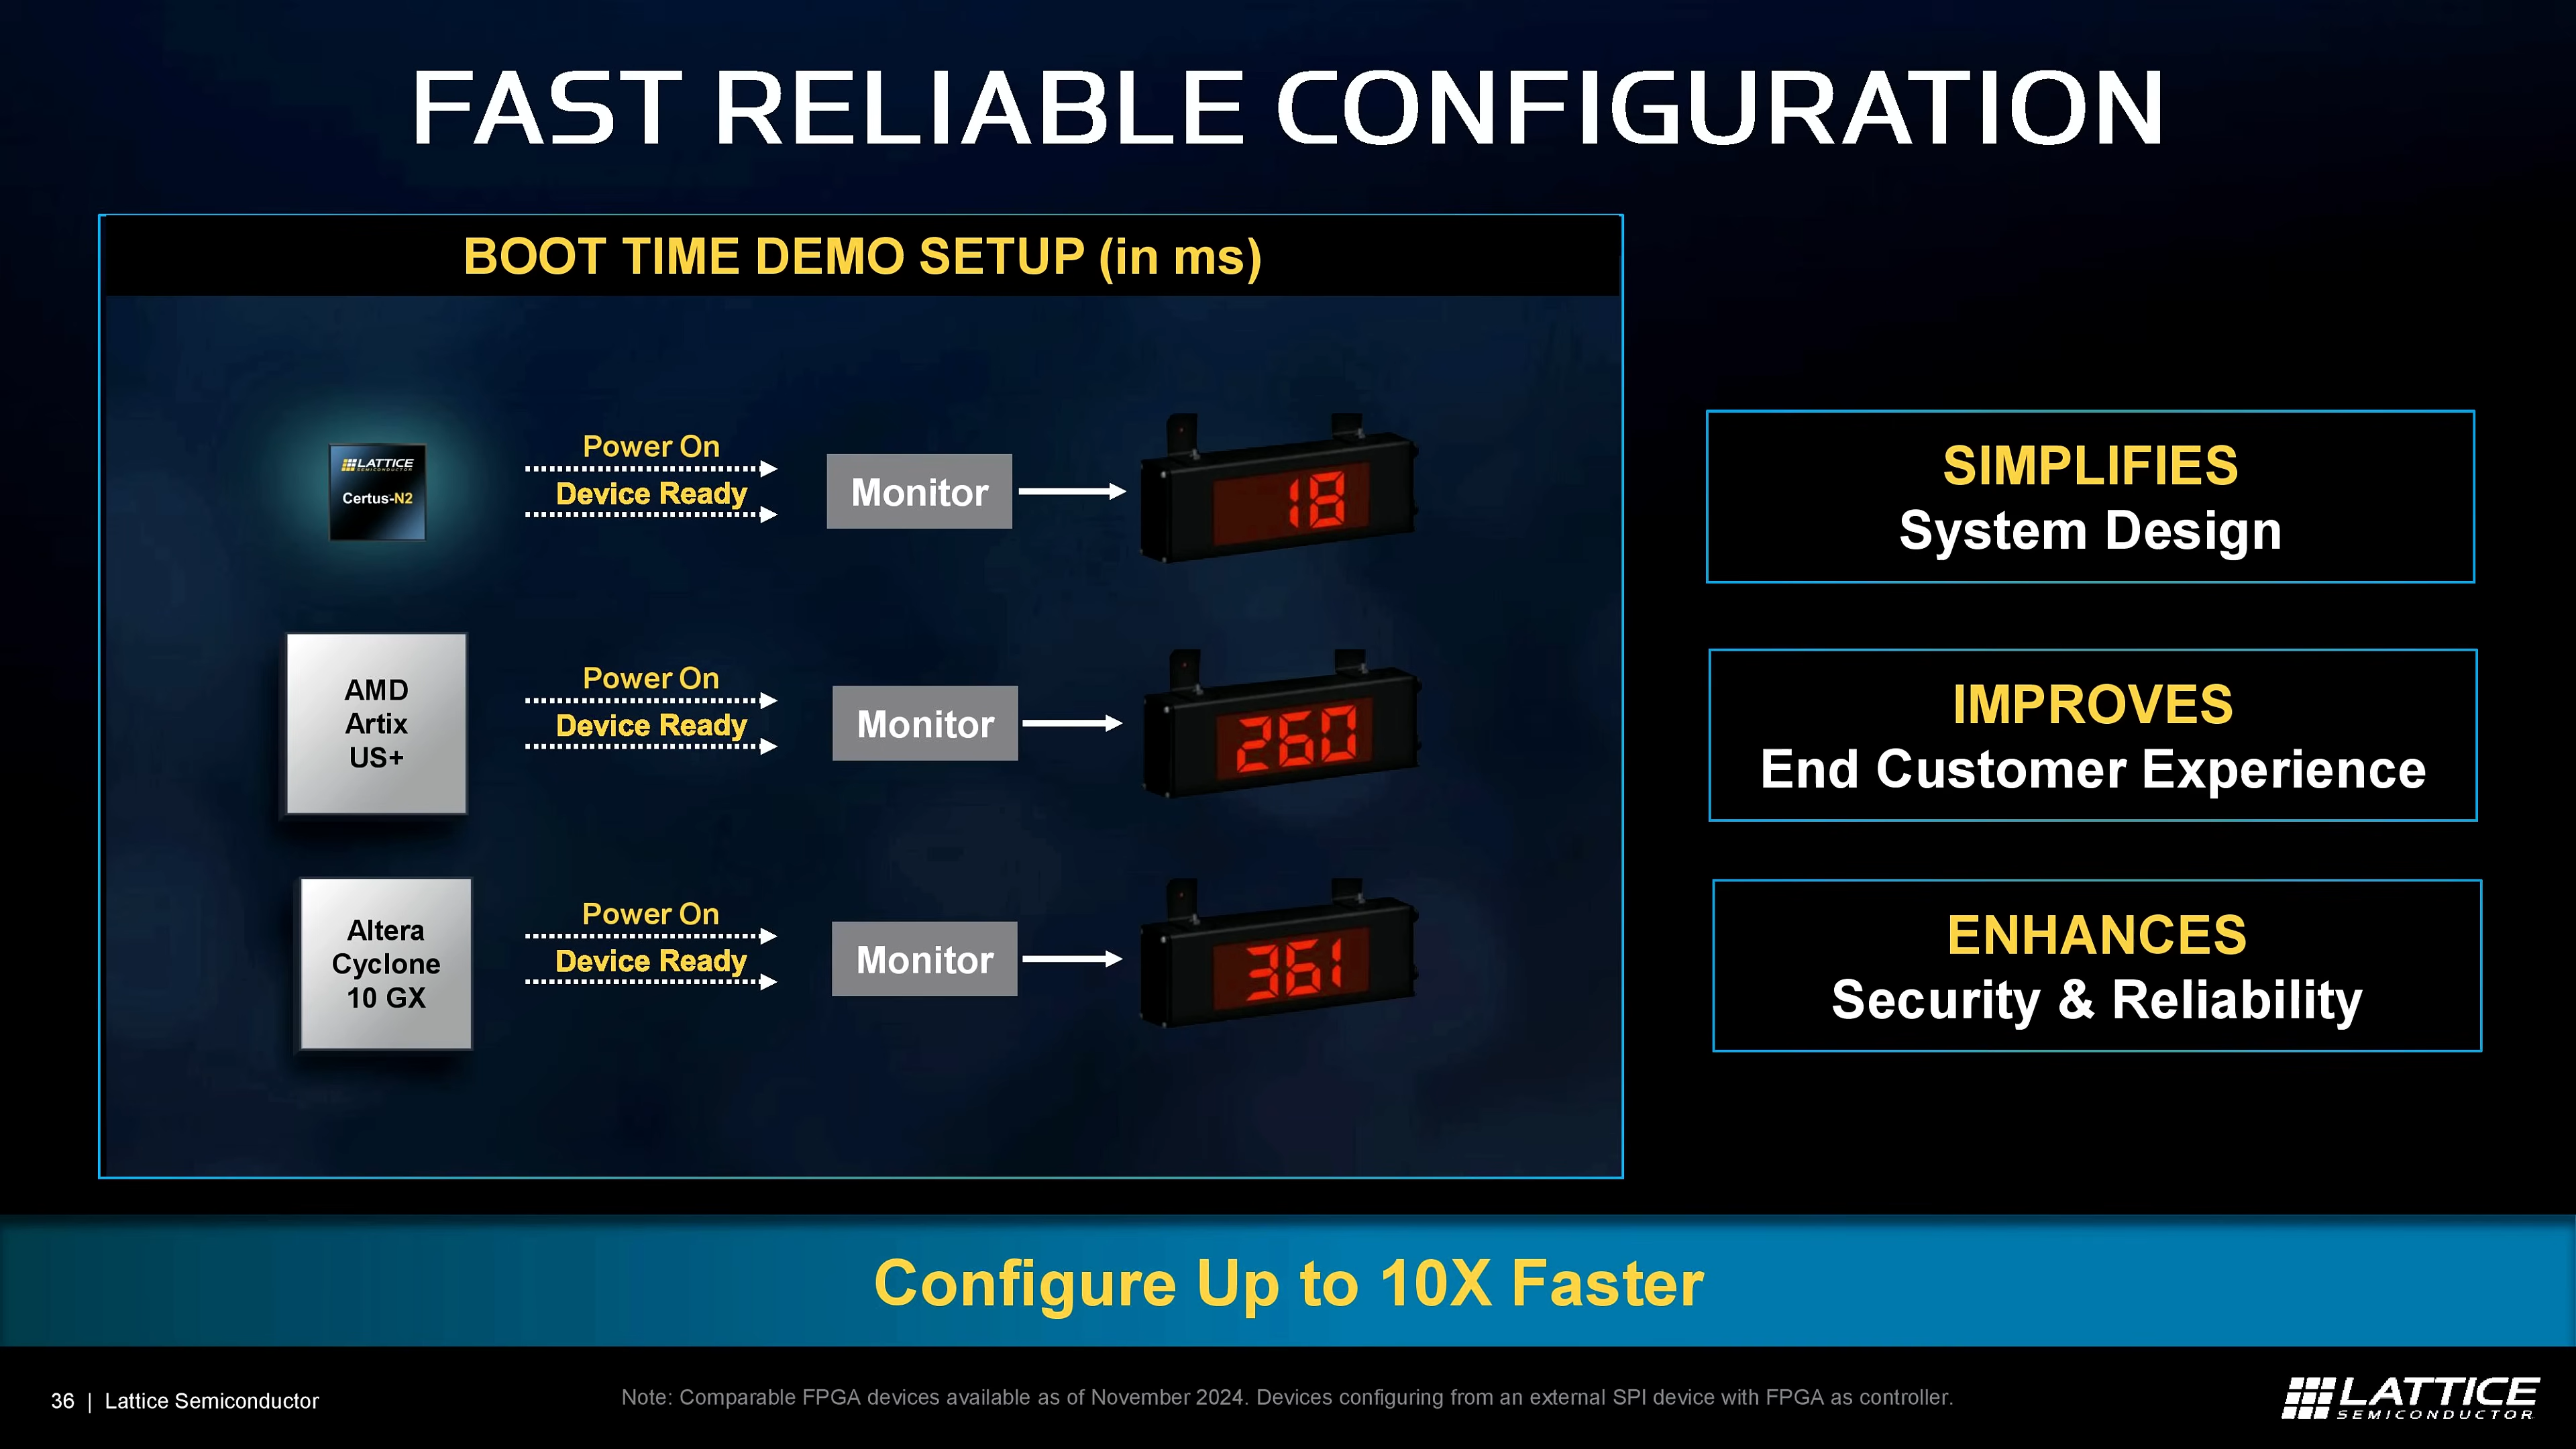 FAST RELIABLE CONFIGURATION
BOOT TIME DEMO SETUP (in ms)
LATTICE
SEMICONDUCTOR
Certus-N2
Power On
Device Ready
Monitor
18
AMD
Artix
US+
Power On
Device Ready
Monitor
260
Altera
Cyclone
10 GX
Power On
Device Ready
Monitor
361
SIMPLIFIES
System Design
IMPROVES
End Customer Experience
ENHANCES
Security & Reliability
Configure Up to 10X Faster
36 | Lattice Semiconductor
Note: Comparable FPGA devices available as of November 2024. Devices configuring from an external SPI device with FPGA as controller.
LATTICE
SEMICONDUCTOR